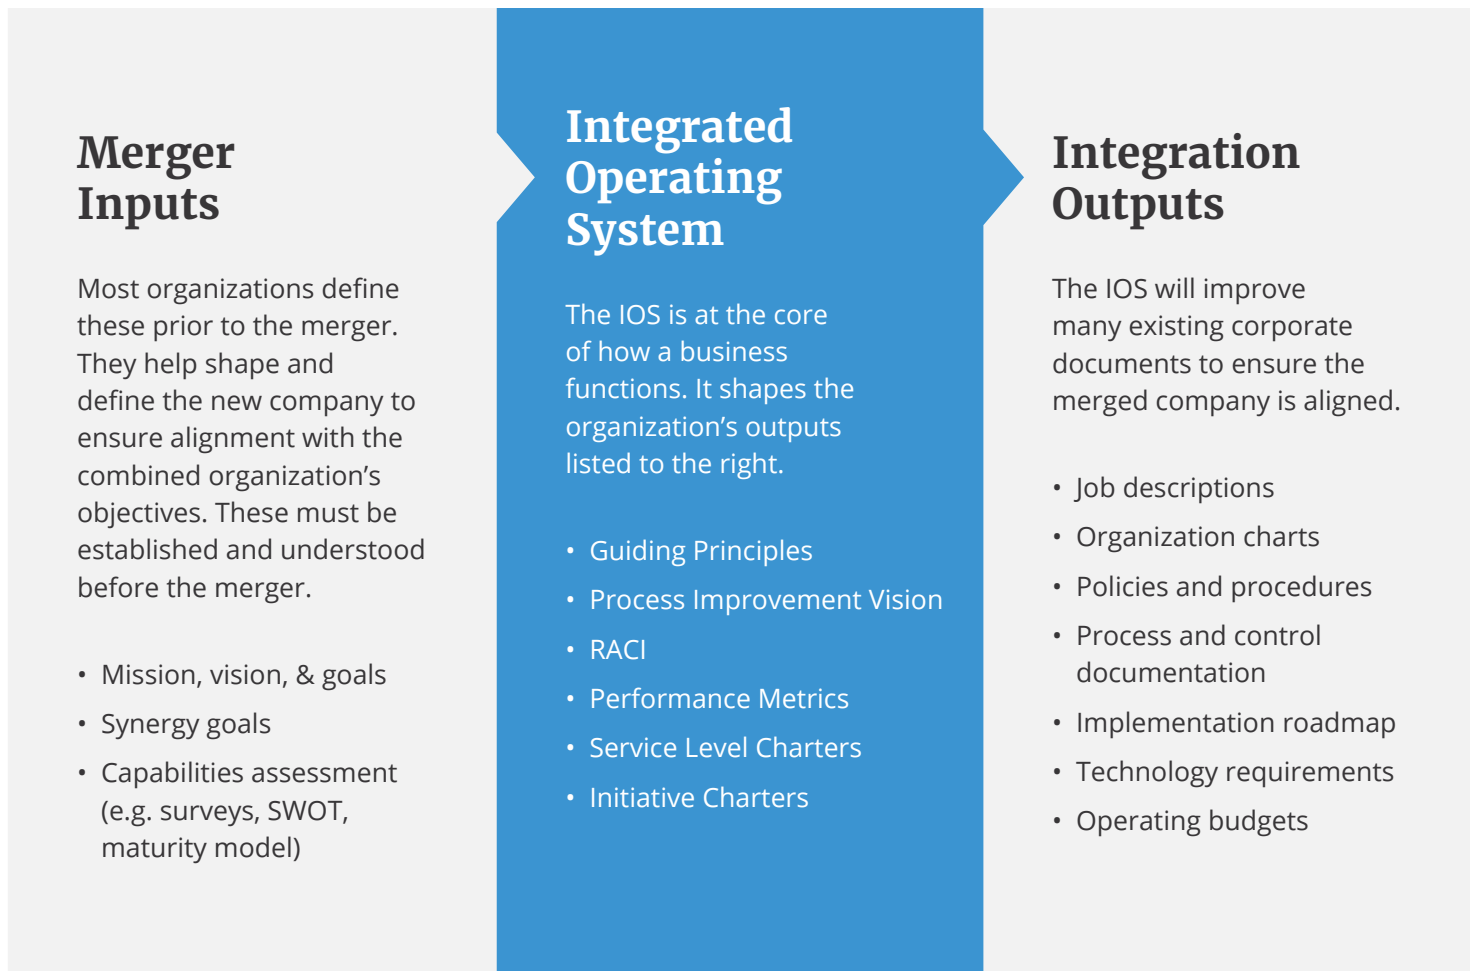 Merger
Inputs
Most organizations define
these prior to the merger.
They help shape and
define the new company to
ensure alignment with the
combined organization’s
objectives. These must be
established and understood
before the merger.
• Mission, vision, & goals
• Synergy goals
• Capabilities assessment
(e.g. surveys, SWOT,
maturity model)
Integrated
Operating
System
The IOS is at the core
of how a business
functions. It shapes the
organization’s outputs
listed to the right.
• Guiding Principles
• Process Improvement Vision
• RACI
• Performance Metrics
• Service Level Charters
• Initiative Charters
Integration
Outputs
The IOS will improve
many existing corporate
documents to ensure the
merged company is aligned.
• Job descriptions
• Organization charts
• Policies and procedures
• Process and control
documentation
• Implementation roadmap
• Technology requirements
• Operating budgets